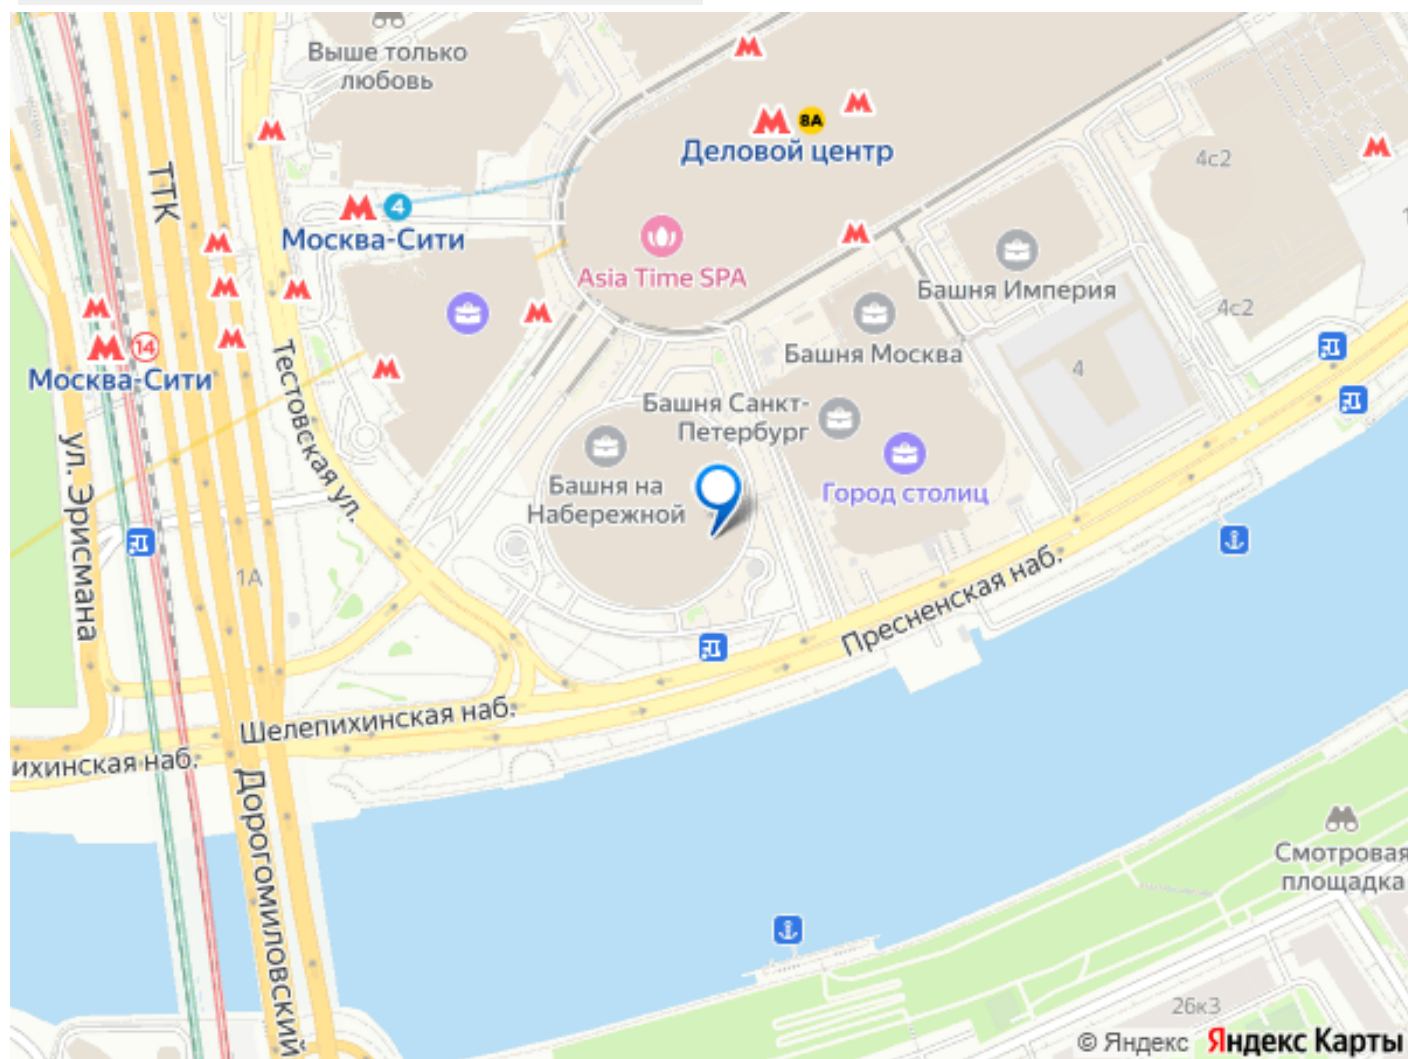 Выше только
любовь
8А
Деловой центр
4с2
ТТК
4
Москва-Сити
Asia Time SPA
Башня Империя
4с2
14
Москва-Сити
Башня Москва
4
Тестовская ул.
Башня Санкт-
Петербург
ул. Эрисмана
Башня на
Набережной
Город столиц
1А
Пресненская наб.
Шелепихинская наб.
ихинская наб.
Дорогомиловский
Смотровая
площадка
26к3
© Яндекс Яндекс Карты